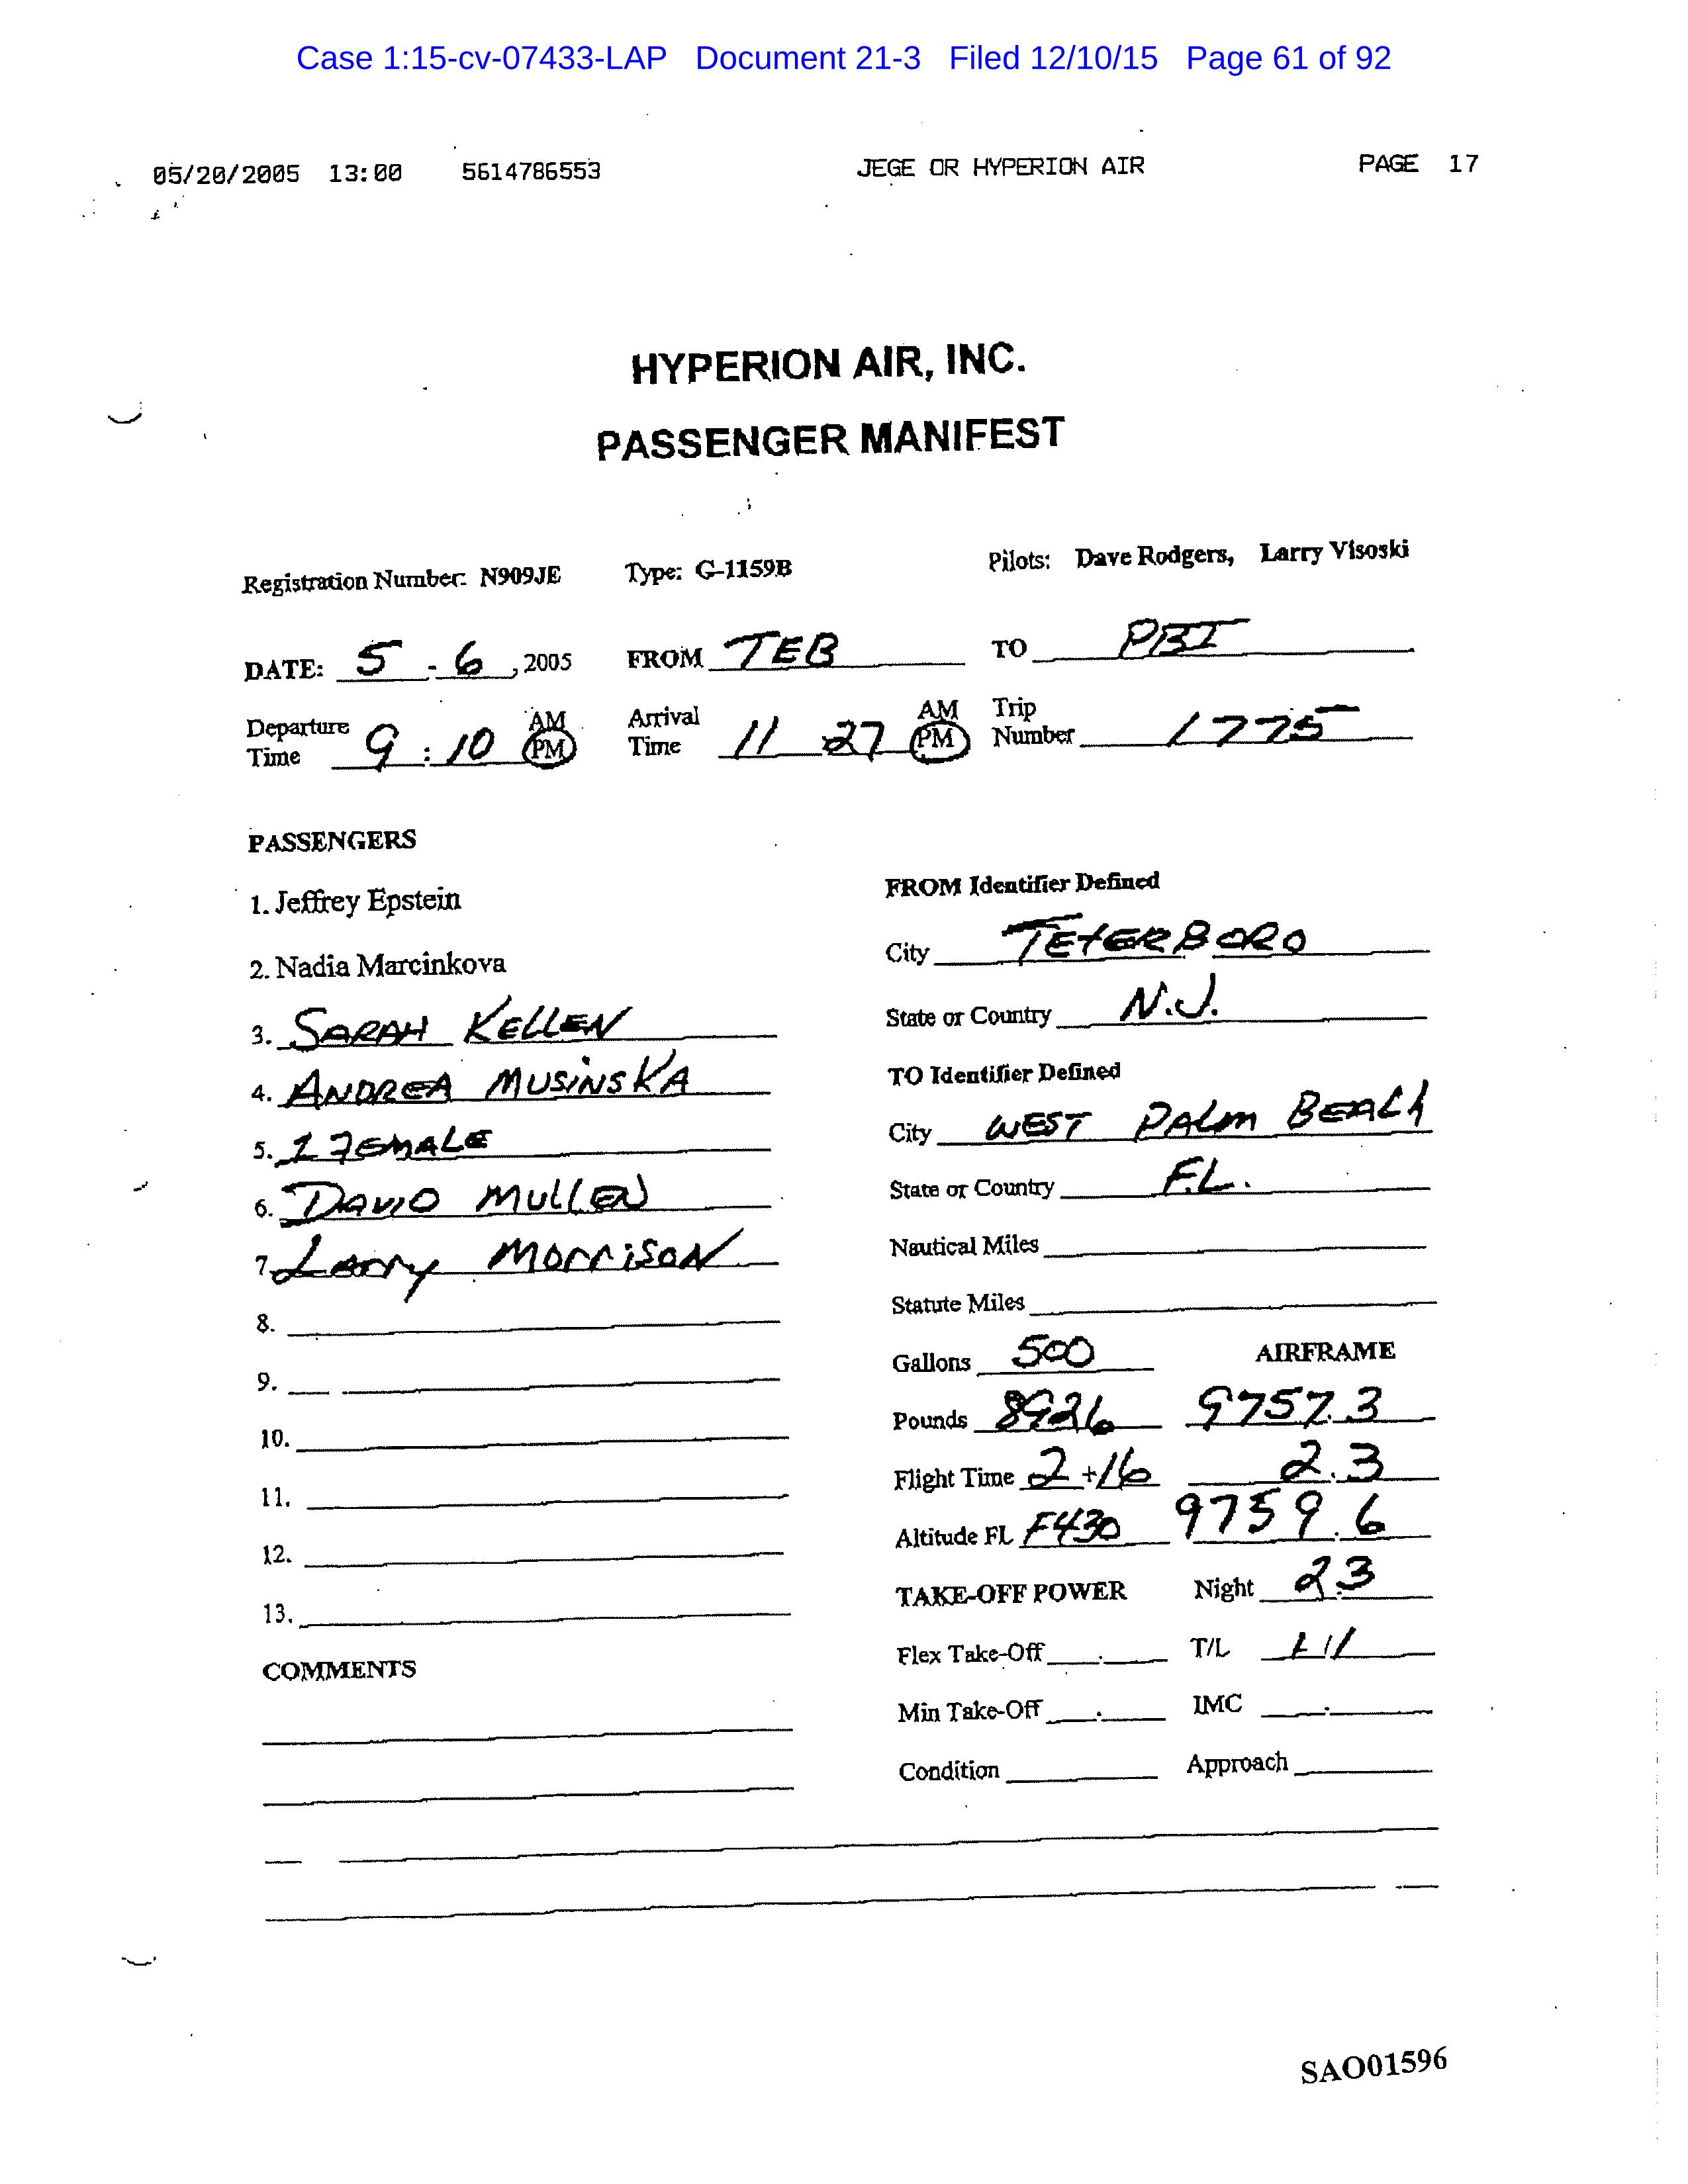 Case 1:15-cv-07433-LAP Document 21-3 Filed 12/10/15 Page 61 of 92
05/20/2005 13:00 5614786553 JEGE OR HYPERION AIR PAGE 17
HYPERION AIR, INC.
PASSENGER MANIFEST
Registration Number: N909JE Type: G-1159B Pilots: Dave Rodgers, Larry Visoski
DATE: 5 - 6 , 2005 FROM TEB TO PBI
Departure Time 9 : 10 AM PM Arrival Time 11 27 AM PM Trip Number 1775
PASSENGERS
1. Jeffrey Epstein
2. Nadia Marcinkova
3. SARAH KELLEN
4. ANDREA MUSINSKA
5. 1 FEMALE
6. DAVID MULLEN
7. Larry Morrison
8.
9.
10.
11.
12.
13.
COMMENTS
FROM Identifier Defined
City TETERBORO
State or Country N.J.
TO Identifier Defined
City WEST PALM BEACH
State or Country F.L.
Nautical Miles
Statute Miles
Gallons 500 AIRFRAME
Pounds 8926 9757.3
Flight Time 2 + 16 2.3
Altitude FL F430 9759.6
TAKE-OFF POWER Night 2.3
Flex Take-Off T/L
Min Take-Off IMC
Condition Approach
SAO01596